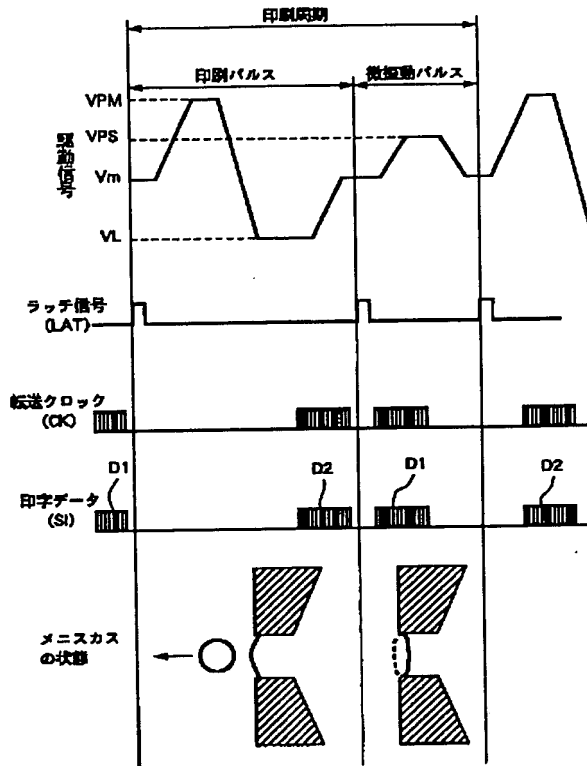 印刷周期
印刷パルス
微振動パルス
VPM
VPS
Vm
VL
駆動信号
ラッチ信号
(LAT)
転送クロック
(CK)
D1
D2
D1
D2
印字データ
(SI)
メニスカス
の状態